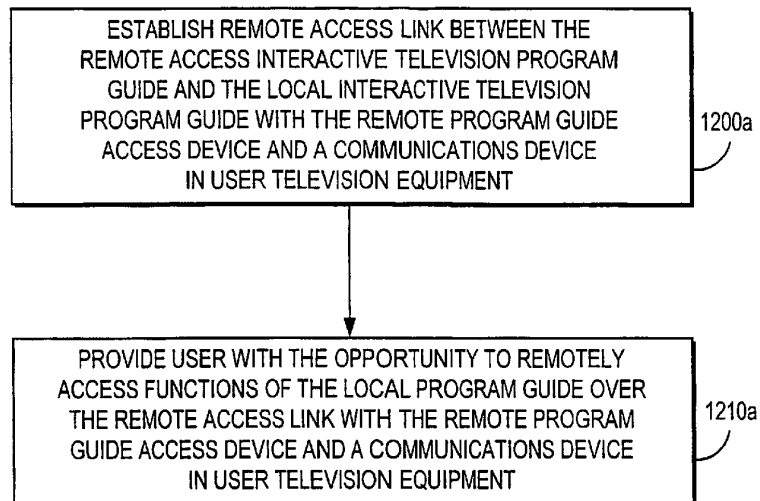 ESTABLISH REMOTE ACCESS LINK BETWEEN THE
REMOTE ACCESS INTERACTIVE TELEVISION PROGRAM
GUIDE AND THE LOCAL INTERACTIVE TELEVISION
PROGRAM GUIDE WITH THE REMOTE PROGRAM GUIDE
ACCESS DEVICE AND A COMMUNICATIONS DEVICE
IN USER TELEVISION EQUIPMENT
1200a
PROVIDE USER WITH THE OPPORTUNITY TO REMOTELY
ACCESS FUNCTIONS OF THE LOCAL PROGRAM GUIDE OVER
THE REMOTE ACCESS LINK WITH THE REMOTE PROGRAM
GUIDE ACCESS DEVICE AND A COMMUNICATIONS DEVICE
IN USER TELEVISION EQUIPMENT
1210a